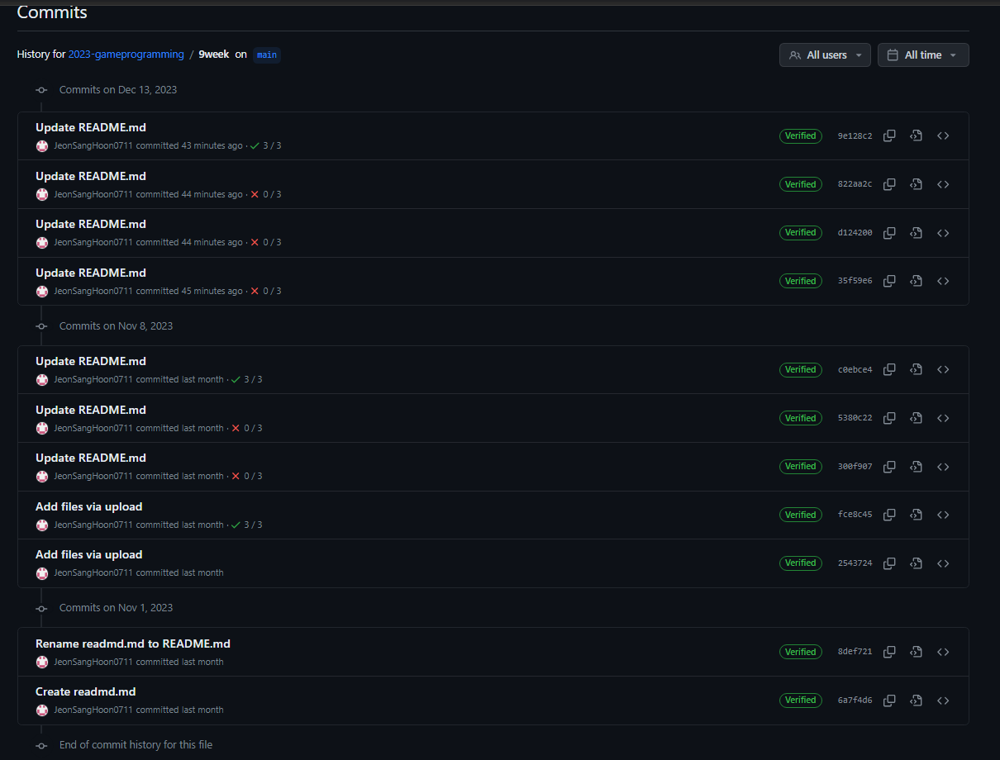 Commits
History for 2023-gameprogramming / 9week on main All users All time
Commits on Dec 13, 2023
Update README.md
JeonSangHoon0711 committed 43 minutes ago · 3 / 3 Verified 9e128c2
Update README.md
JeonSangHoon0711 committed 44 minutes ago · 0 / 3 Verified 822aa2c
Update README.md
JeonSangHoon0711 committed 44 minutes ago · 0 / 3 Verified d124200
Update README.md
JeonSangHoon0711 committed 45 minutes ago · 0 / 3 Verified 35f59e6
Commits on Nov 8, 2023
Update README.md
JeonSangHoon0711 committed last month · 3 / 3 Verified c0ebce4
Update README.md
JeonSangHoon0711 committed last month · 0 / 3 Verified 5380c22
Update README.md
JeonSangHoon0711 committed last month · 0 / 3 Verified 300f907
Add files via upload
JeonSangHoon0711 committed last month · 3 / 3 Verified fce8c45
Add files via upload
JeonSangHoon0711 committed last month Verified 2543724
Commits on Nov 1, 2023
Rename readmd.md to README.md
JeonSangHoon0711 committed last month Verified 8def721
Create readmd.md
JeonSangHoon0711 committed last month Verified 6a7f4d6
End of commit history for this file